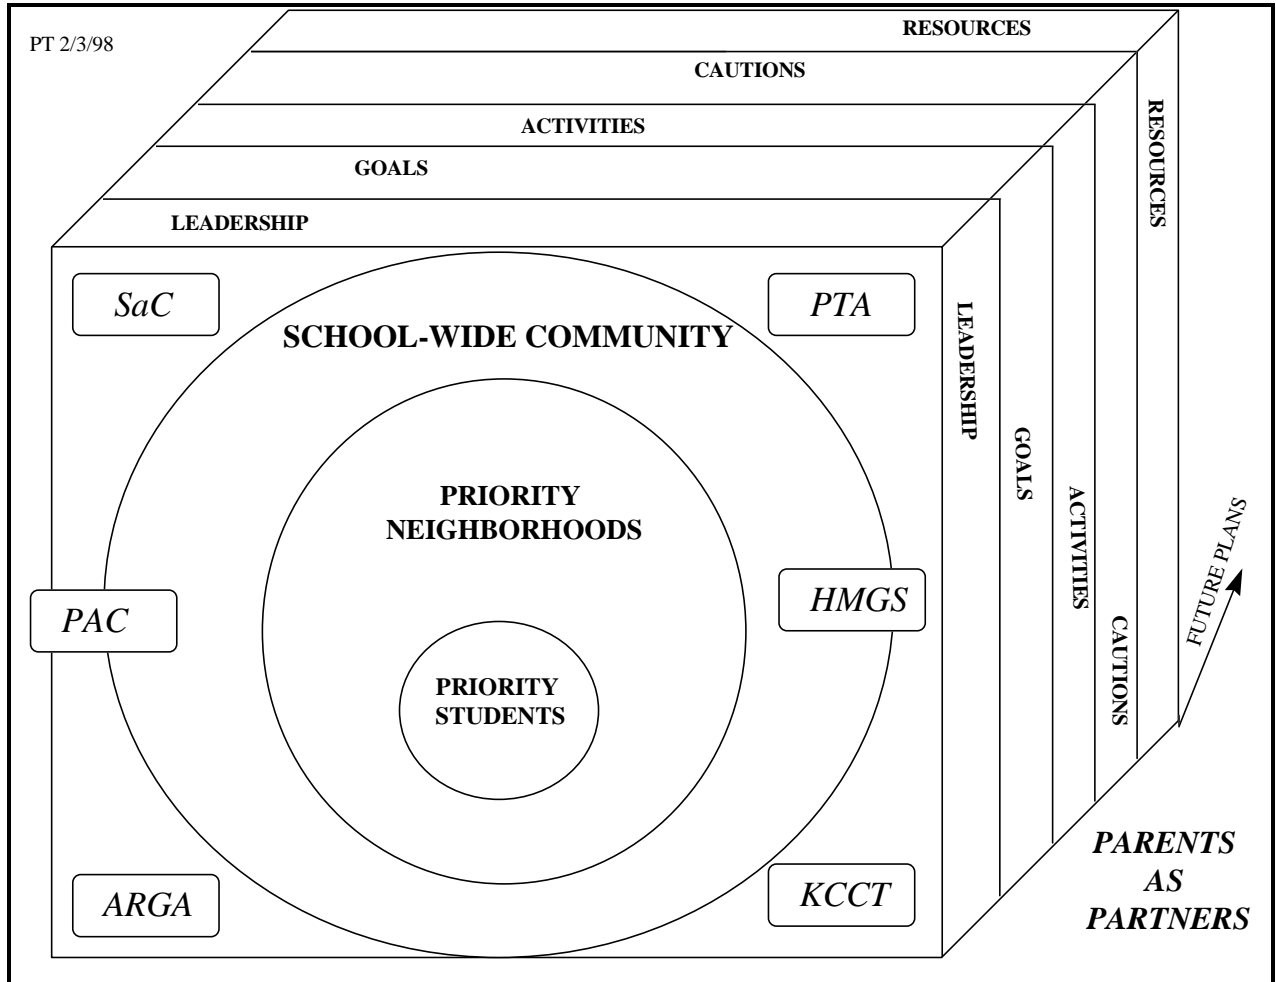 PT 2/3/98
RESOURCES
CAUTIONS
ACTIVITIES
GOALS
LEADERSHIP
SaC
PTA
SCHOOL-WIDE COMMUNITY
PRIORITY
NEIGHBORHOODS
PAC
HMGS
PRIORITY
STUDENTS
ARGA
KCCT
LEADERSHIP
GOALS
ACTIVITIES
CAUTIONS
RESOURCES
FUTURE PLANS
PARENTS
AS
PARTNERS